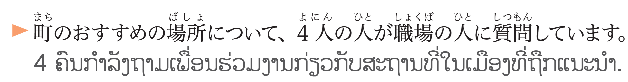 町のおすすめの場所について、4人の人が職場の人に質問しています。
4 ຄົນກຳລັງຖາມເພື່ອນຮ່ວມງານກ່ຽວກັບສະຖານທີ່ໃນເມືອງທີ່ຖືກແນະນຳ.